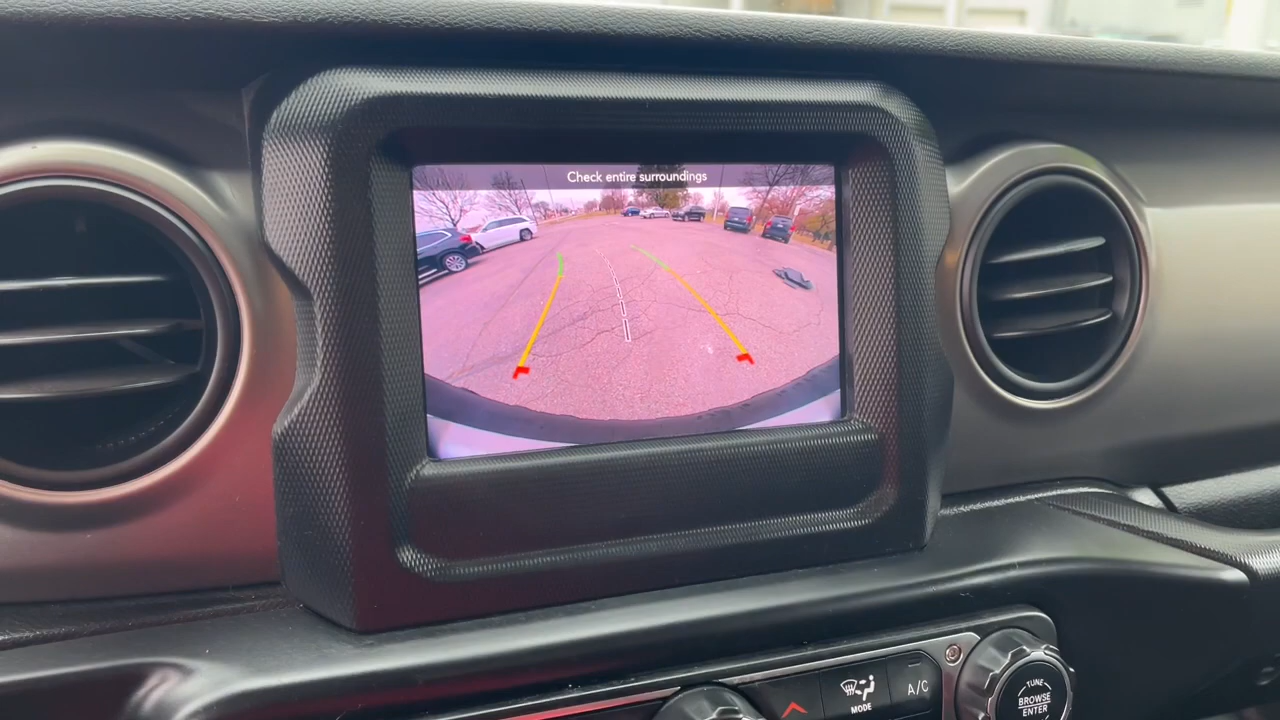 Check entire surroundings
MODE
A/C
TUNE
BROWSE
ENTER